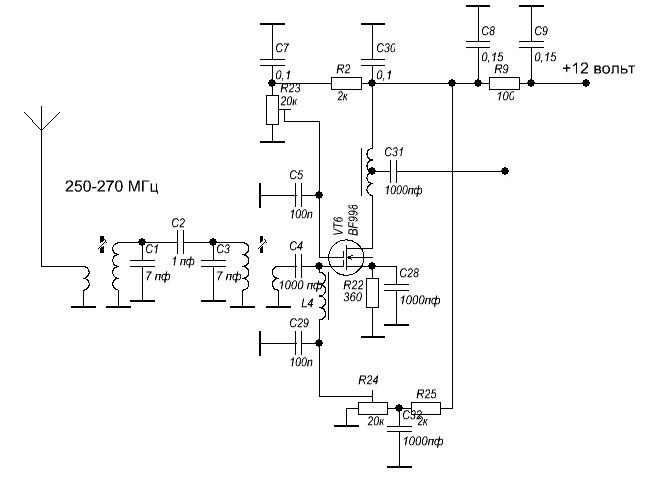 C7
C30
C8
C9
0,1
R2
0,1
0,15
R9
0,15
+12 вольт
R23
20к
2к
100
250-270 МГц
C31
1000пф
C5
100п
VT6
BF998
C2
C1
1 пф
C3
C4
7 пф
7 пф
1000 пф
R22
360
C28
1000пф
L4
C29
100п
R24
R25
20к
C32
2к
1000пф